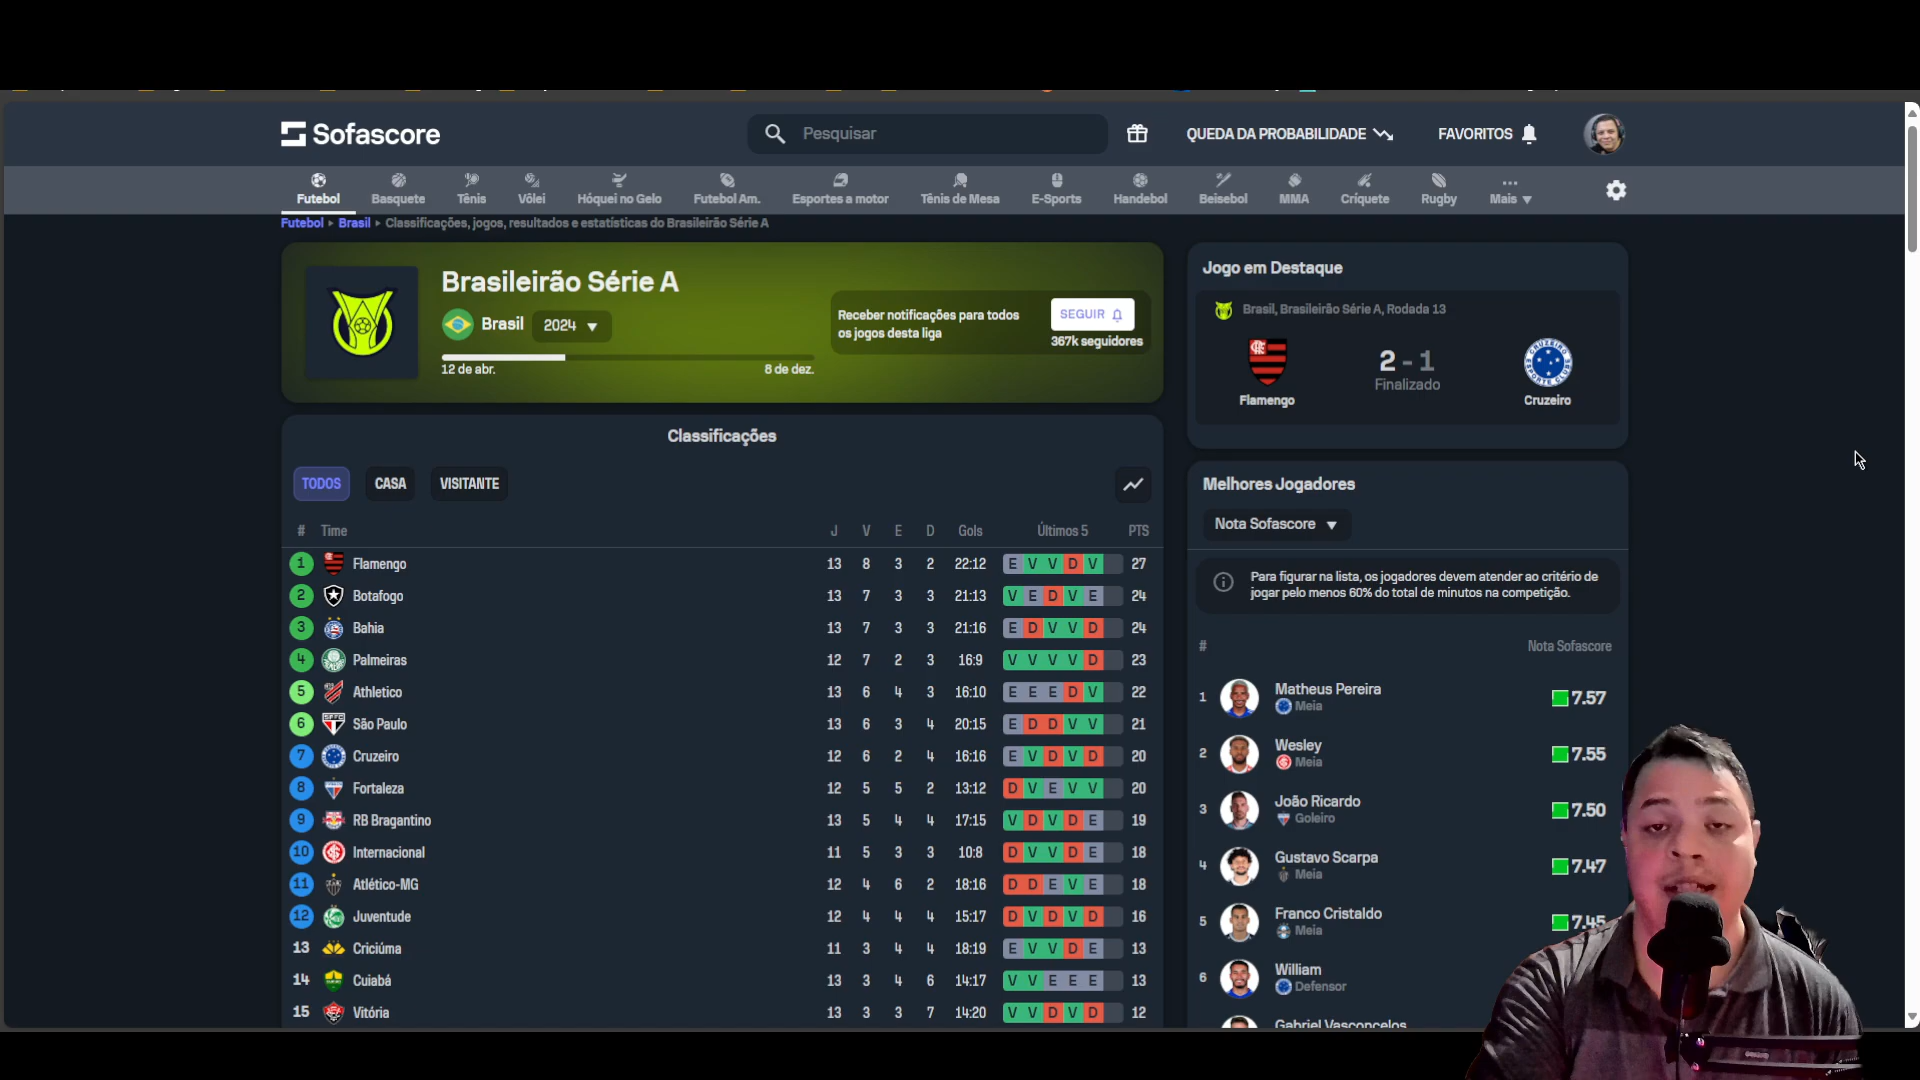 Sofascore
Pesquisar
QUEDA DA PROBABILIDADE
FAVORITOS
Futebol
Basquete
Tênis
Vôlei
Hóquei no Gelo
Futebol Am.
Esportes a motor
Tênis de Mesa
E-Sports
Handebol
Beisebol
MMA
Críquete
Rugby
Mais
Futebol ▸ Brasil ▸ Classificações, jogos, resultados e estatísticas do Brasileirão Série A
Brasileirão Série A
Brasil
2024
12 de abr.
8 de dez.
Receber notificações para todos
os jogos desta liga
SEGUIR
367k seguidores
Classificações
TODOS CASA VISITANTE
# Time J V E D Gols Últimos 5 PTS
1 Flamengo 13 8 3 2 22:12 E V V D V 27
2 Botafogo 13 7 3 3 21:13 V E D V E 24
3 Bahia 13 7 3 3 21:16 E D V V D 24
4 Palmeiras 12 7 2 3 16:9 V V V V D 23
5 Athletico 13 6 4 3 16:10 E E E D V 22
6 São Paulo 13 6 3 4 20:15 E D D V V 21
7 Cruzeiro 12 6 2 4 16:16 E V D V D 20
8 Fortaleza 12 5 5 2 13:12 D V E V V 20
9 RB Bragantino 13 5 4 4 17:15 V D V D E 19
10 Internacional 11 5 3 3 10:8 D V V D E 18
11 Atlético-MG 12 4 6 2 18:16 D D E V E 18
12 Juventude 12 4 4 4 15:17 D V D V D 16
13 Criciúma 11 3 4 4 18:19 E V V D E 13
14 Cuiabá 13 3 4 6 14:17 V V E E E 13
15 Vitória 13 3 3 7 14:20 V V D V D 12
Jogo em Destaque
Brasil, Brasileirão Série A, Rodada 13
2 - 1
Finalizado
Flamengo
Cruzeiro
Melhores Jogadores
Nota Sofascore
Para figurar na lista, os jogadores devem atender ao critério de
jogar pelo menos 60% do total de minutos na competição.
# Nota Sofascore
1 Matheus Pereira 7.57
Meia
2 Wesley 7.55
Meia
3 João Ricardo 7.50
Goleiro
4 Gustavo Scarpa 7.47
Meia
5 Franco Cristaldo 7.45
Meia
6 William
Defensor
Gabriel Vasconcelos